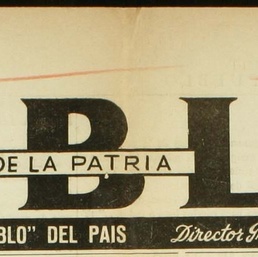 BL
DE LA PATRIA
BLO" DEL PAIS Director